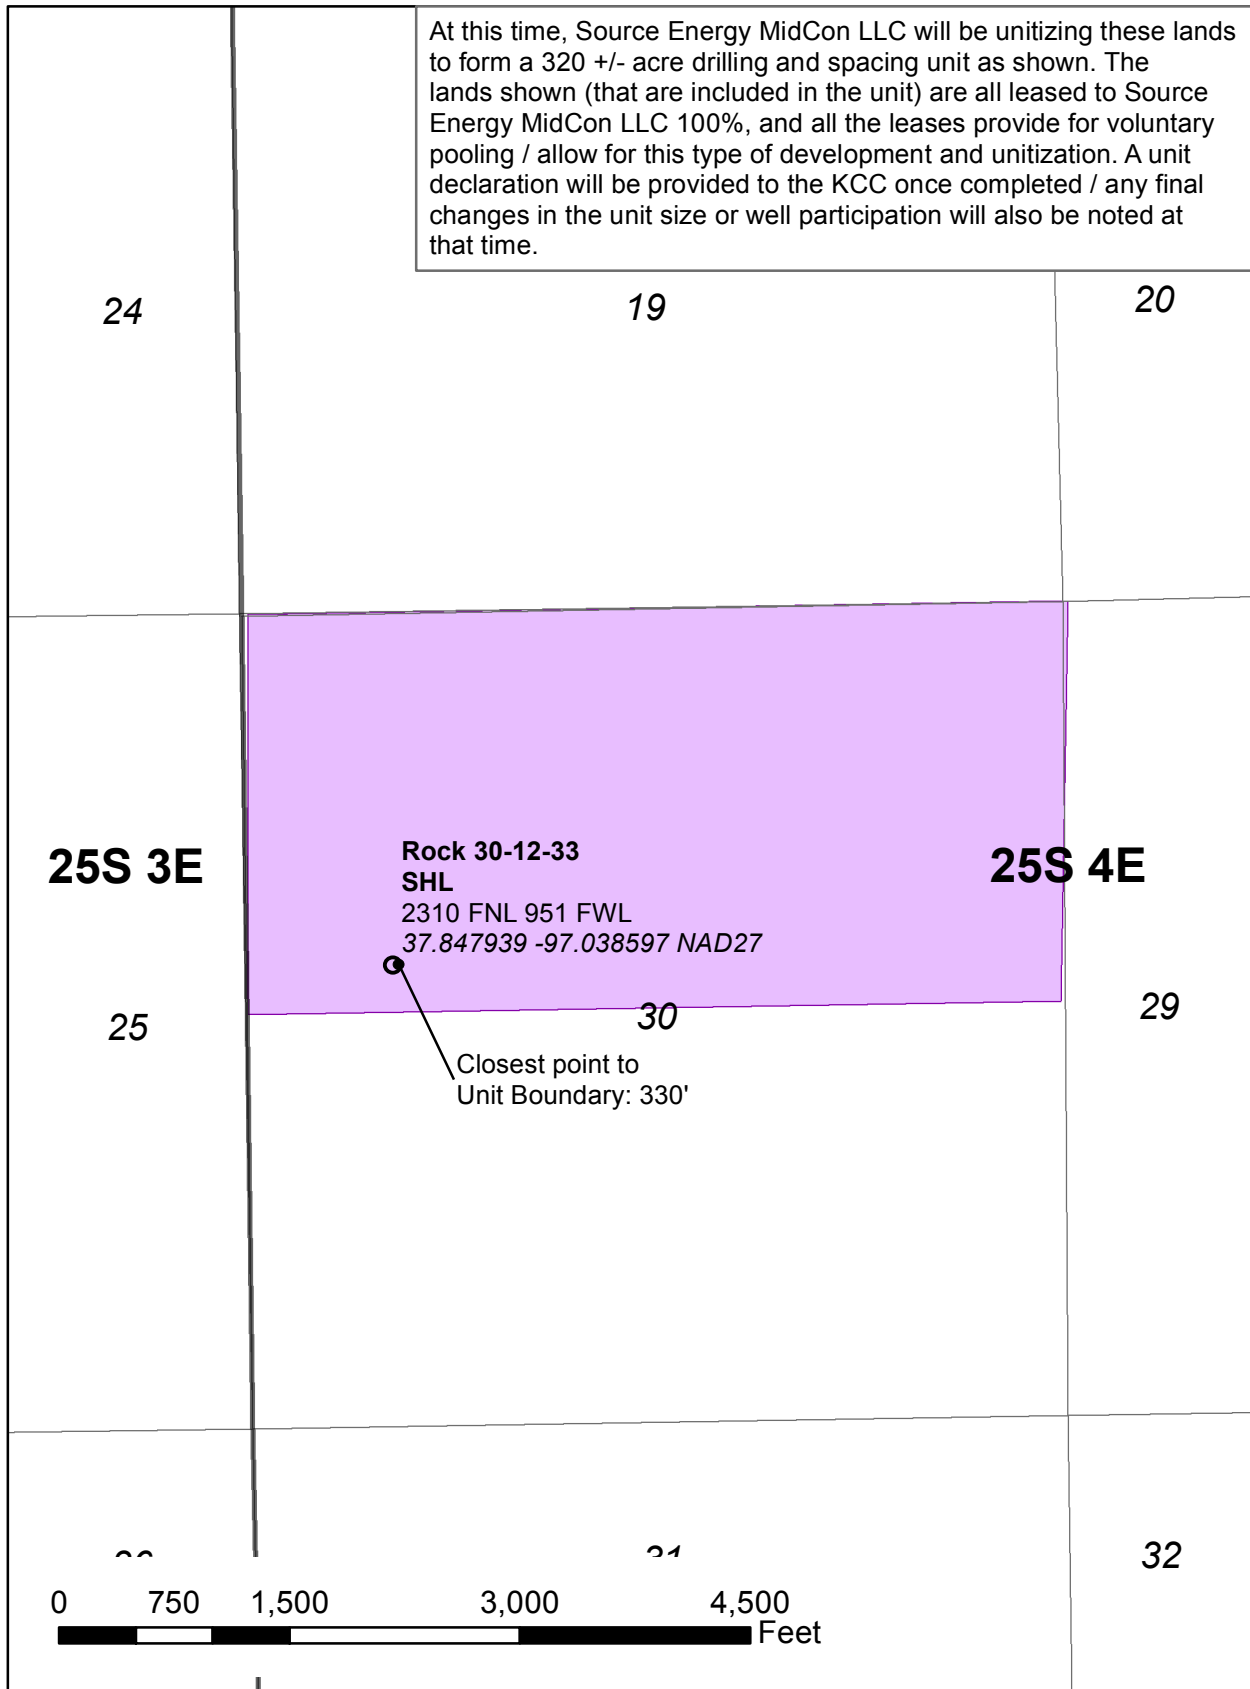 At this time, Source Energy MidCon LLC will be unitizing these lands
to form a 320 +/- acre drilling and spacing unit as shown. The
lands shown (that are included in the unit) are all leased to Source
Energy MidCon LLC 100%, and all the leases provide for voluntary
pooling / allow for this type of development and unitization. A unit
declaration will be provided to the KCC once completed / any final
changes in the unit size or well participation will also be noted at
that time.
24
19
20
25S 3E
Rock 30-12-33
SHL
2310 FNL 951 FWL
37.847939 -97.038597 NAD27
25S 4E
25
30
29
Closest point to
Unit Boundary: 330'
31
32
0 750 1,500 3,000 4,500
Feet